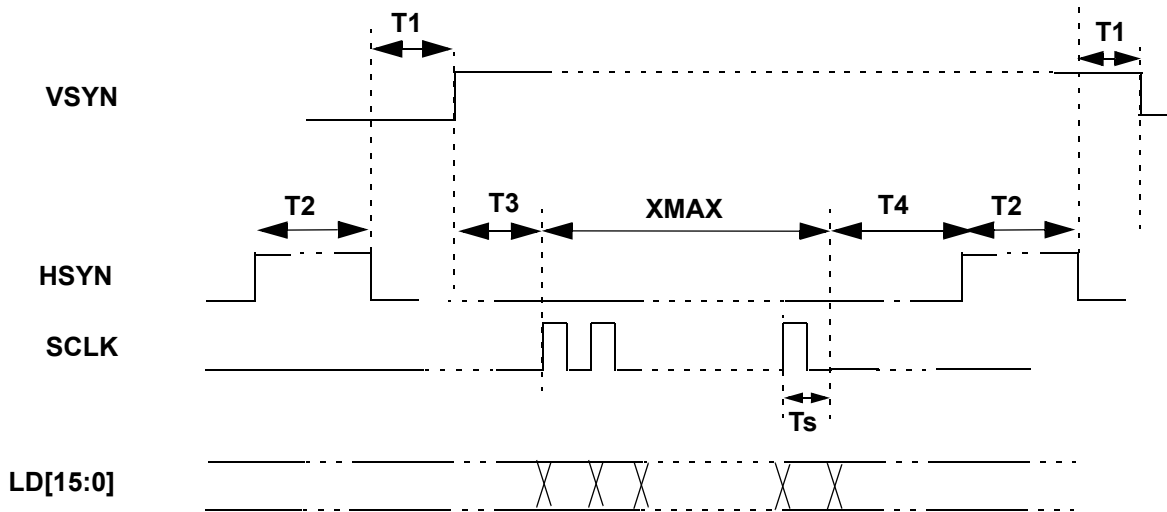 T1
T1
VSYN
T2
T3
XMAX
T4
T2
HSYN
SCLK
Ts
LD[15:0]